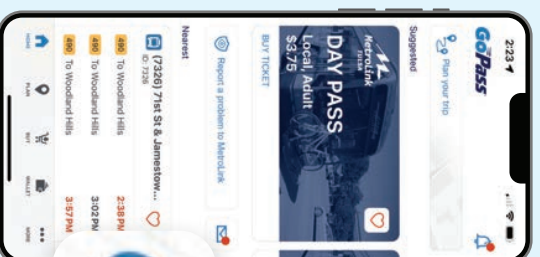 2:23
GoPass
Plan your trip
Suggested
MetroLink
TULSA
DAY PASS
Local, Adult
$3.75
BUY TICKET
Report a problem to MetroLink
Nearest
(7326) 71st St & Jamestow...
ID: 7326
490 To Woodland Hills 2:38PM
490 To Woodland Hills 3:02PM
490 To Woodland Hills 3:57PM
HOME PLAN BUY WALLET MORE